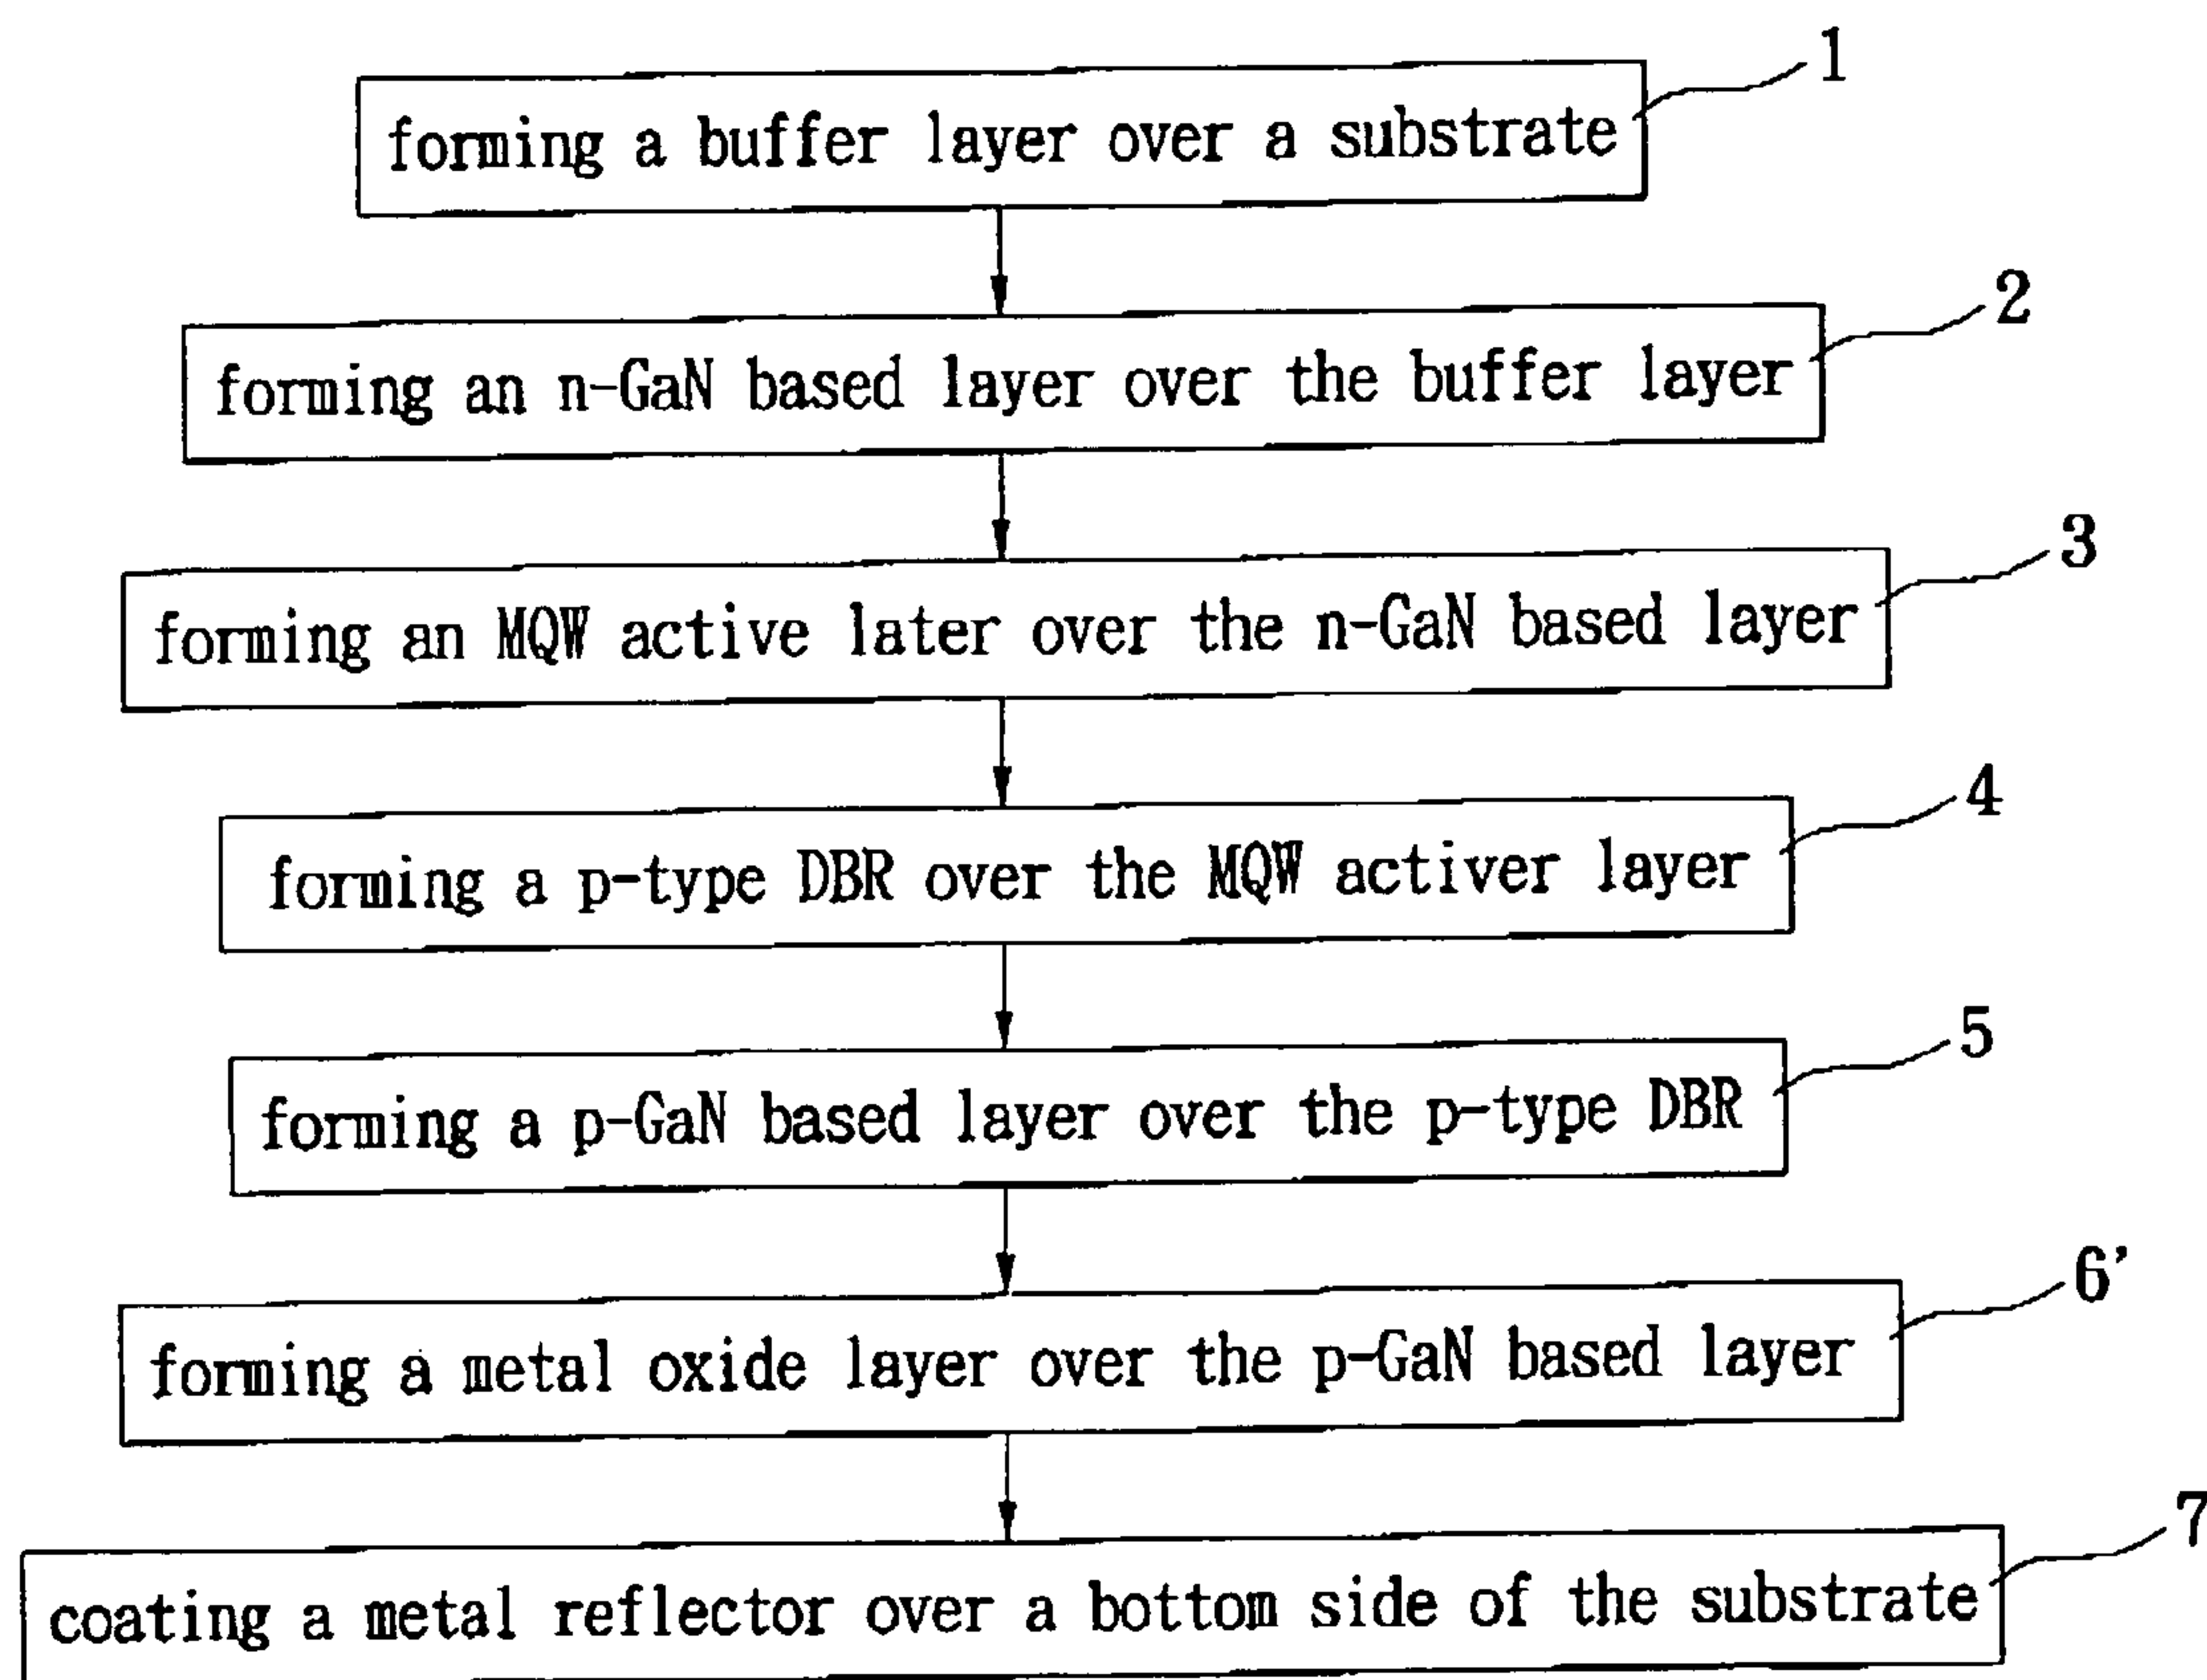 forming a buffer layer over a substrate
1
forming an n-GaN based layer over the buffer layer
2
forming an MQW active later over the n-GaN based layer
3
forming a p-type DBR over the MQW activer layer
4
forming a p-GaN based layer over the p-type DBR
5
forming a metal oxide layer over the p-GaN based layer
6'
coating a metal reflector over a bottom side of the substrate
7